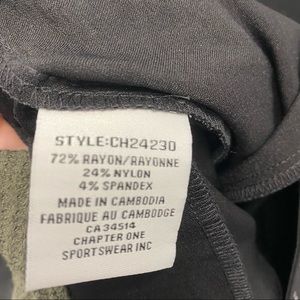 STYLE:CH24230
72% RAYON/RAYONNE
24% NYLON
4% SPANDEX
MADE IN CAMBODIA
FABRIQUE AU CAMBODGE
CA 34514
CHAPTER ONE
SPORTSWEAR INC